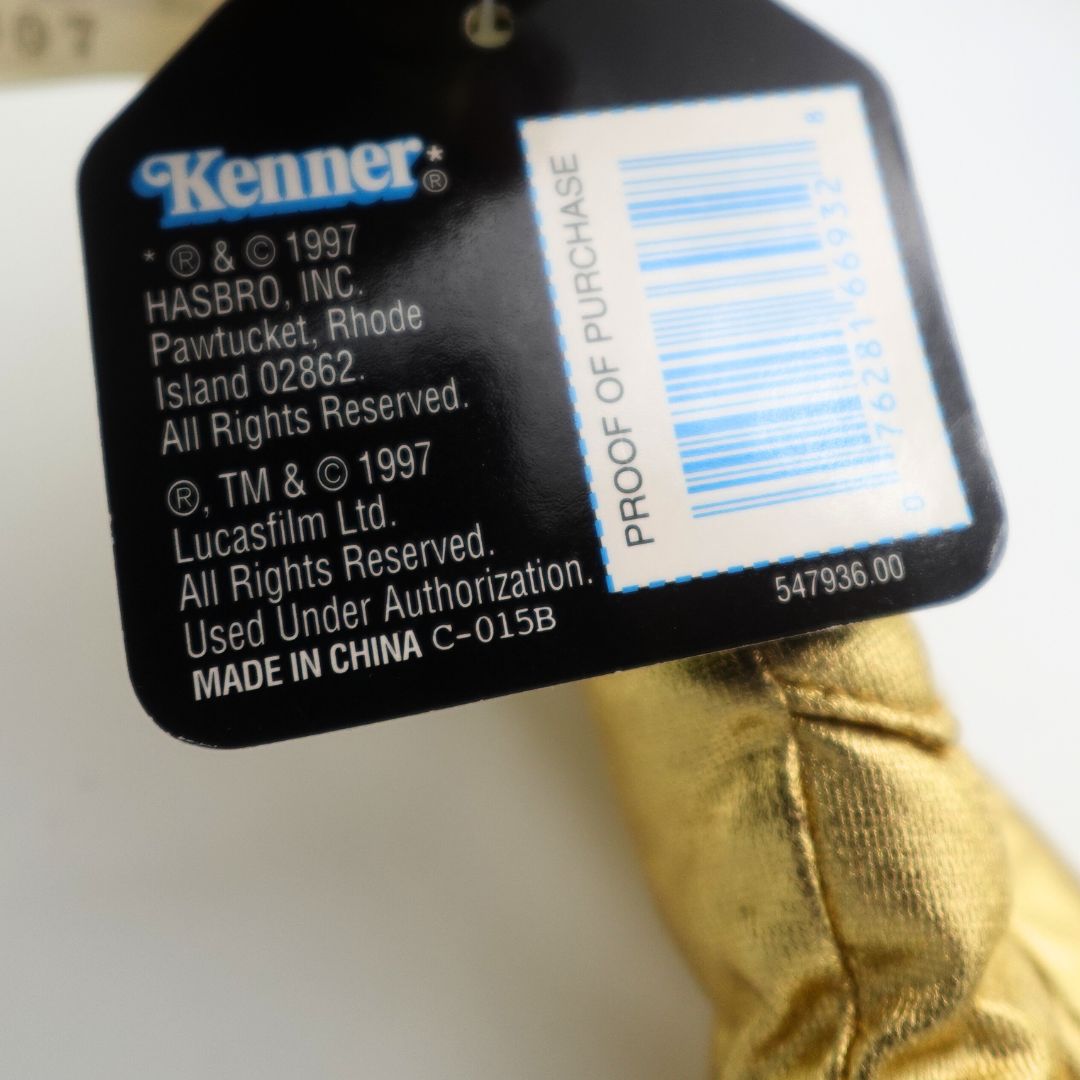 Kenner*®
* ® & © 1997
HASBRO, INC.
Pawtucket, Rhode
Island 02862.
All Rights Reserved.
®, TM & © 1997
Lucasfilm Ltd.
All Rights Reserved.
Used Under Authorization.
MADE IN CHINA C-015B
PROOF OF PURCHASE
0 76281 66932 8
547936.00